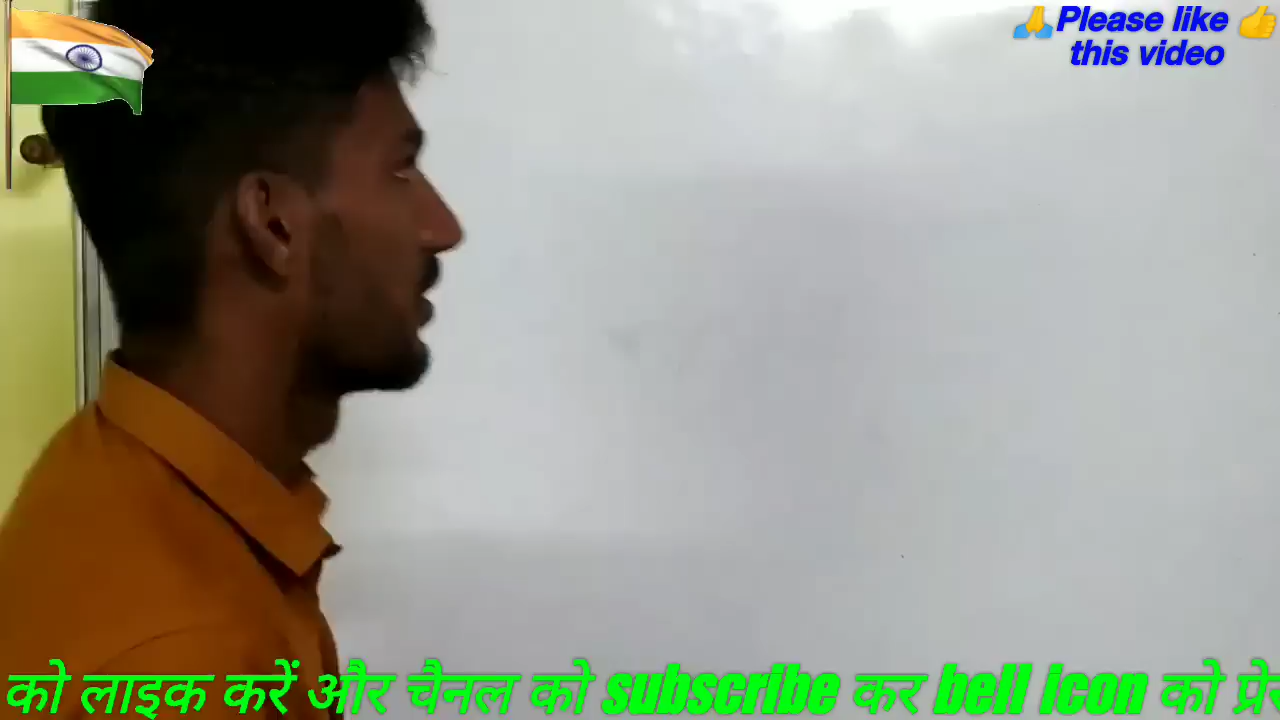 🙏Please like 👍
this video
को लाइक करें और चैनल को subscribe कर bell icon को